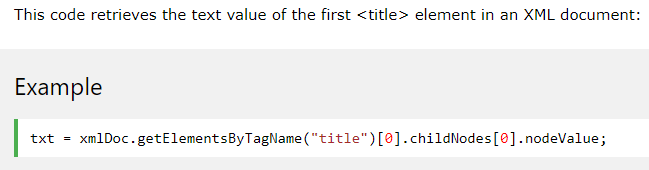 This code retrieves the text value of the first <title> element in an XML document:
Example
txt = xmlDoc.getElementsByTagName("title")[0].childNodes[0].nodeValue;